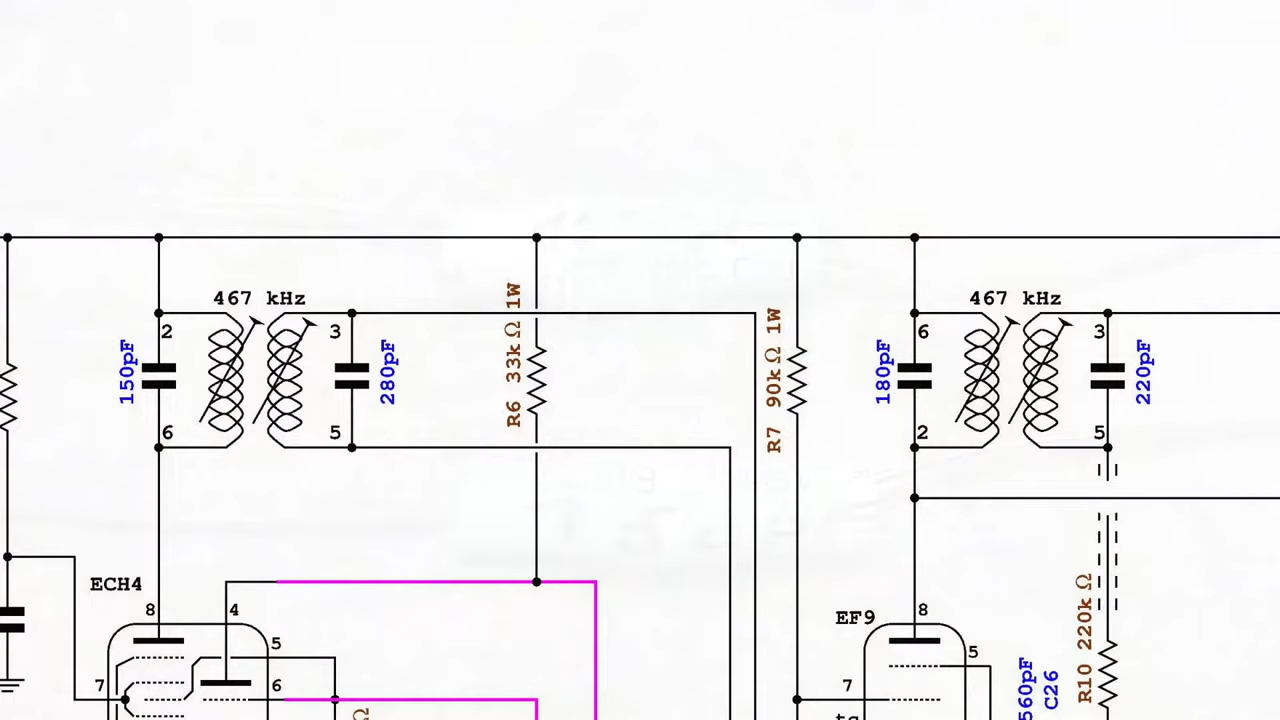 467 kHz
2
3
150pF
280pF
6
5
R6 33k Ω 1W
R7 90k Ω 1W
467 kHz
6
3
180pF
220pF
2
5
ECH4
8
4
5
7
6
Ω
EF9
8
5
7
R10 220k Ω
560pF
C26